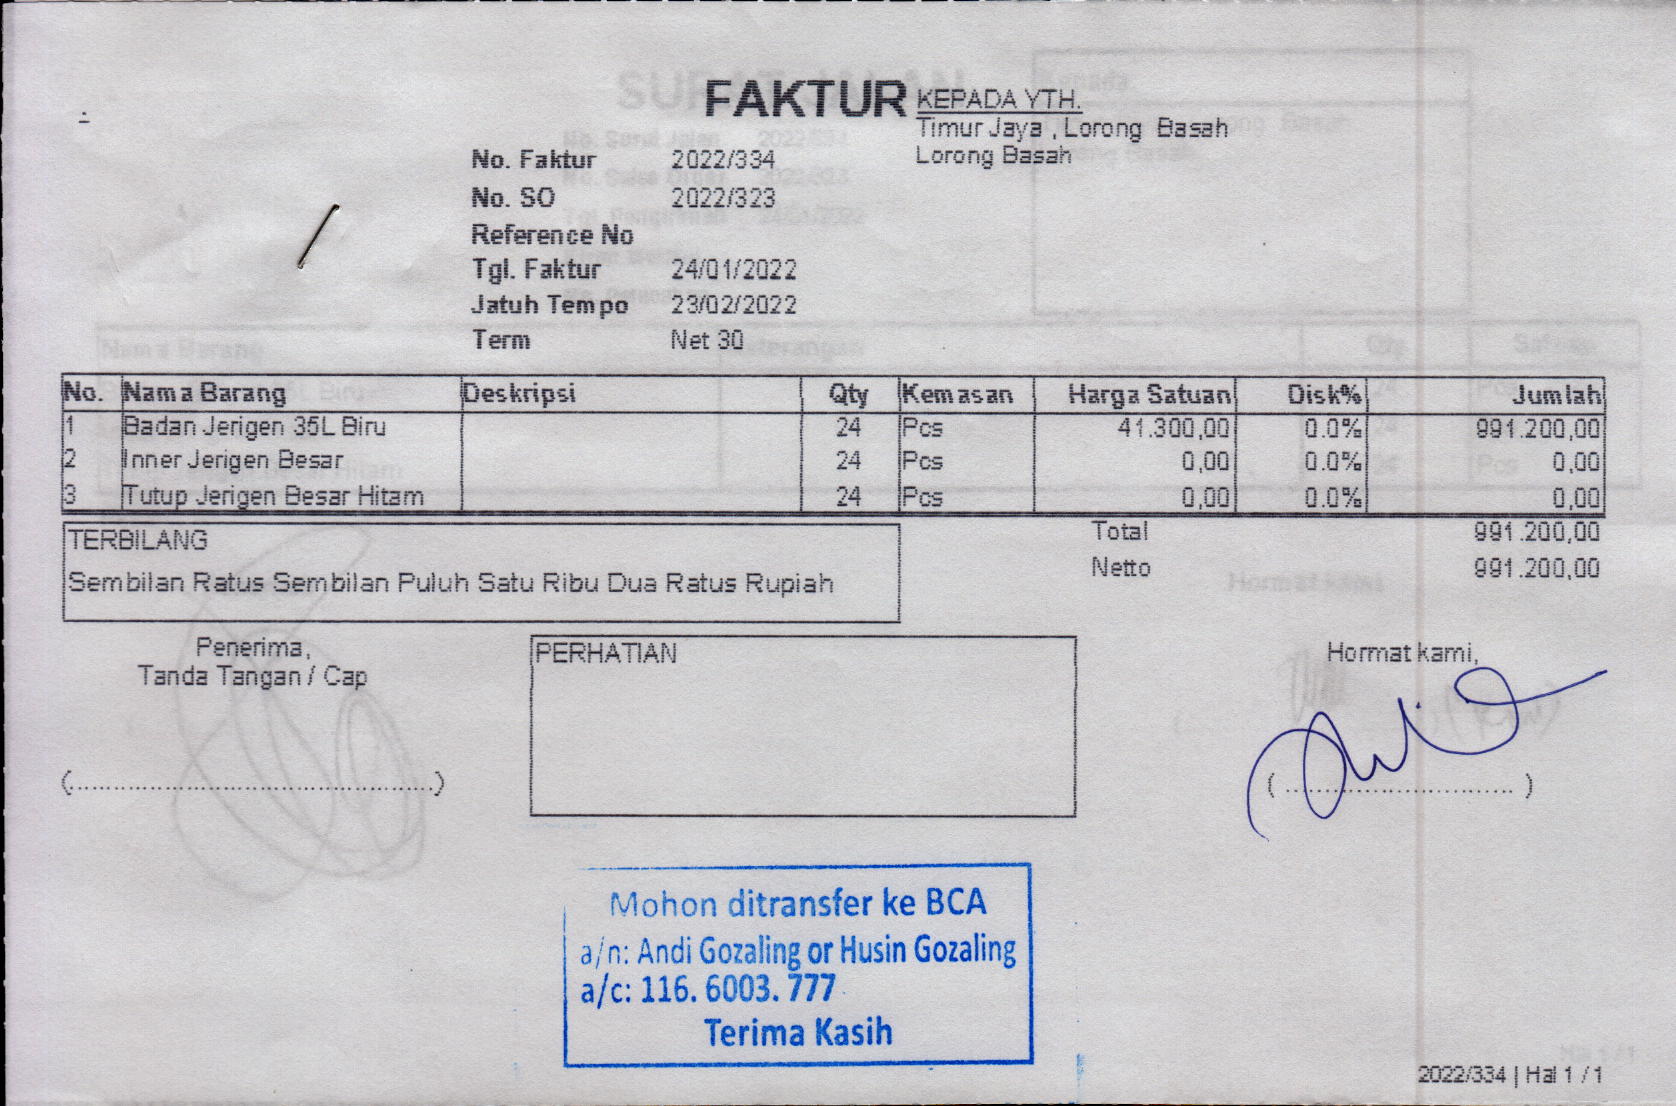 FAKTUR
KEPADA YTH.
Timur Jaya , Lorong Basah
Lorong Basah
No. Faktur 2022/334
No. SO 2022/323
Reference No
Tgl. Faktur 24/01/2022
Jatuh Tempo 23/02/2022
Term Net 30
No. Nama Barang Deskripsi Qty Kemasan Harga Satuan Disk% Jumlah
1 Badan Jerigen 35L Biru 24 Pcs 41.300,00 0.0% 991.200,00
2 Inner Jerigen Besar 24 Pcs 0,00 0.0% 0,00
3 Tutup Jerigen Besar Hitam 24 Pcs 0,00 0.0% 0,00
Total 991.200,00
Netto 991.200,00
TERBILANG
Sembilan Ratus Sembilan Puluh Satu Ribu Dua Ratus Rupiah
Penerima,
Tanda Tangan / Cap
(................................................)
PERHATIAN
Hormat kami,
( .............................. )
Mohon ditransfer ke BCA
a/n: Andi Gozaling or Husin Gozaling
a/c: 116. 6003. 777
Terima Kasih
2022/334 | Hal 1 / 1